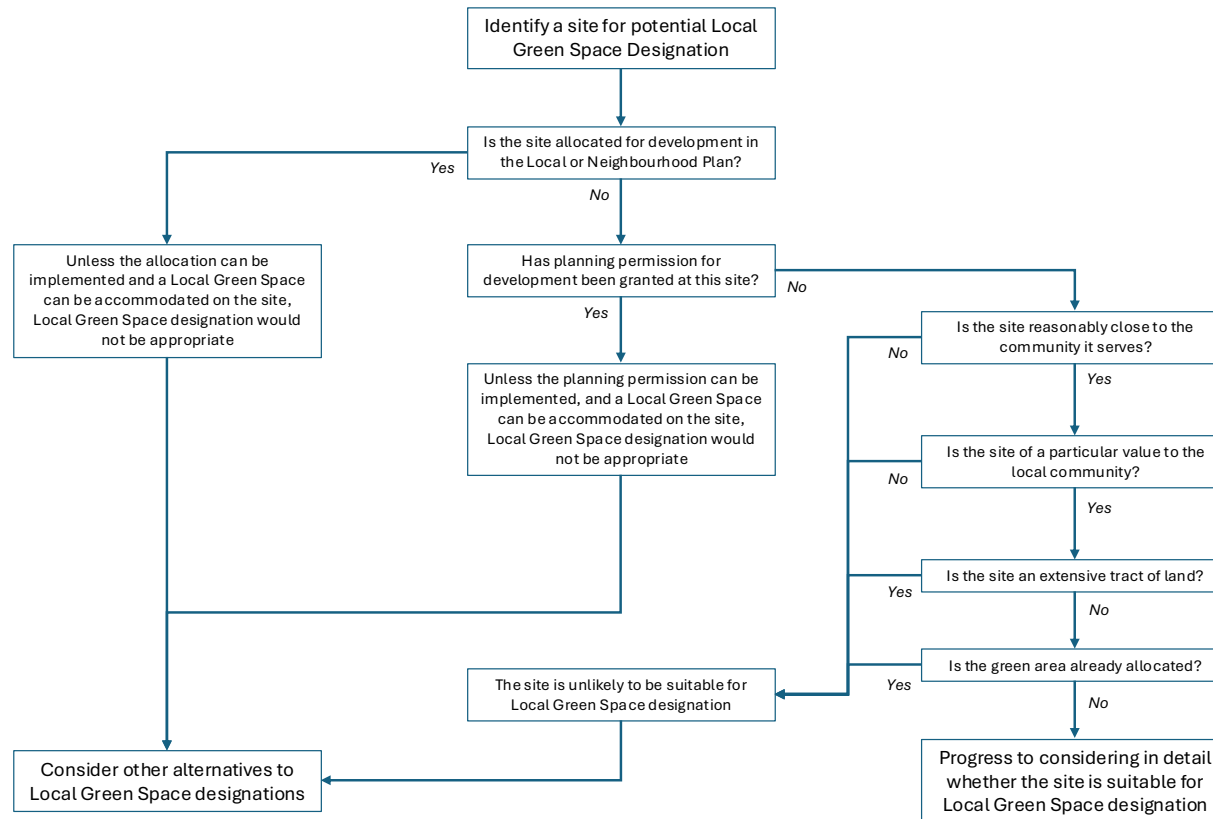 Identify a site for potential Local
Green Space Designation
Is the site allocated for development in
the Local or Neighbourhood Plan?
Yes
No
Unless the allocation can be
implemented and a Local Green Space
can be accommodated on the site,
Local Green Space designation would
not be appropriate
Has planning permission for
development been granted at this site?
No
Yes
Is the site reasonably close to the
community it serves?
No
Yes
Unless the planning permission can be
implemented, and a Local Green Space
can be accommodated on the site,
Local Green Space designation would
not be appropriate
Is the site of a particular value to the
local community?
No
Yes
Is the site an extensive tract of land?
Yes
No
Is the green area already allocated?
Yes
No
The site is unlikely to be suitable for
Local Green Space designation
Consider other alternatives to
Local Green Space designations
Progress to considering in detail
whether the site is suitable for
Local Green Space designation